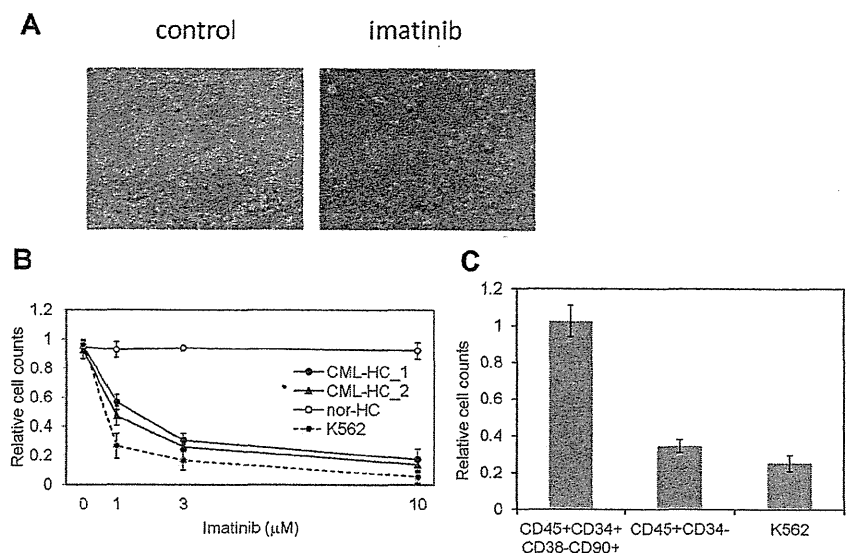 A
control
imatinib
B
Relative cell counts
1.2
1
0.8
0.6
0.4
0.2
0
0
1
3
10
Imatinib (μM)
CML-HC_1
CML-HC_2
nor-HC
K562
C
Relative cell counts
1.2
1
0.8
0.6
0.4
0.2
0
CD45+CD34+
CD38-CD90+
CD45+CD34-
K562